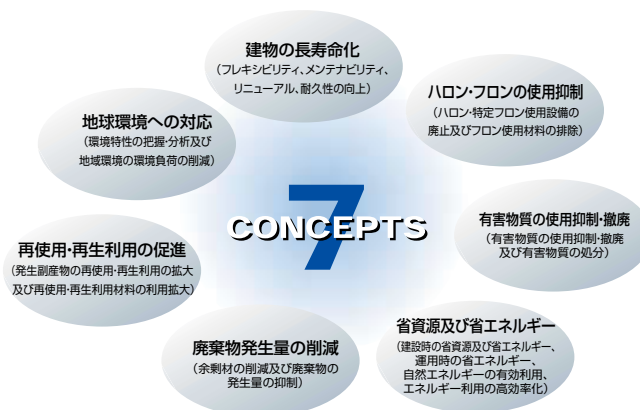 建物の長寿命化
(フレキシビリティ、メンテナビリティ、
リニューアル、耐久性の向上)
ハロン・フロンの使用抑制
(ハロン・特定フロン使用設備の
廃止及びフロン使用材料の排除)
有害物質の使用抑制・撤廃
(有害物質の使用抑制・撤廃
及び有害物質の処分)
省資源及び省エネルギー
(建設時の省資源及び省エネルギー、
運用時の省エネルギー、
自然エネルギーの有効利用、
エネルギー利用の高効率化)
廃棄物発生量の削減
(余剰材の削減及び廃棄物の
発生量の抑制)
再使用・再生利用の促進
(発生副産物の再使用・再生利用の拡大
及び再使用・再生利用材料の利用拡大)
地球環境への対応
(環境特性の把握・分析及び
地域環境の環境負荷の削減)
7
CONCEPTS